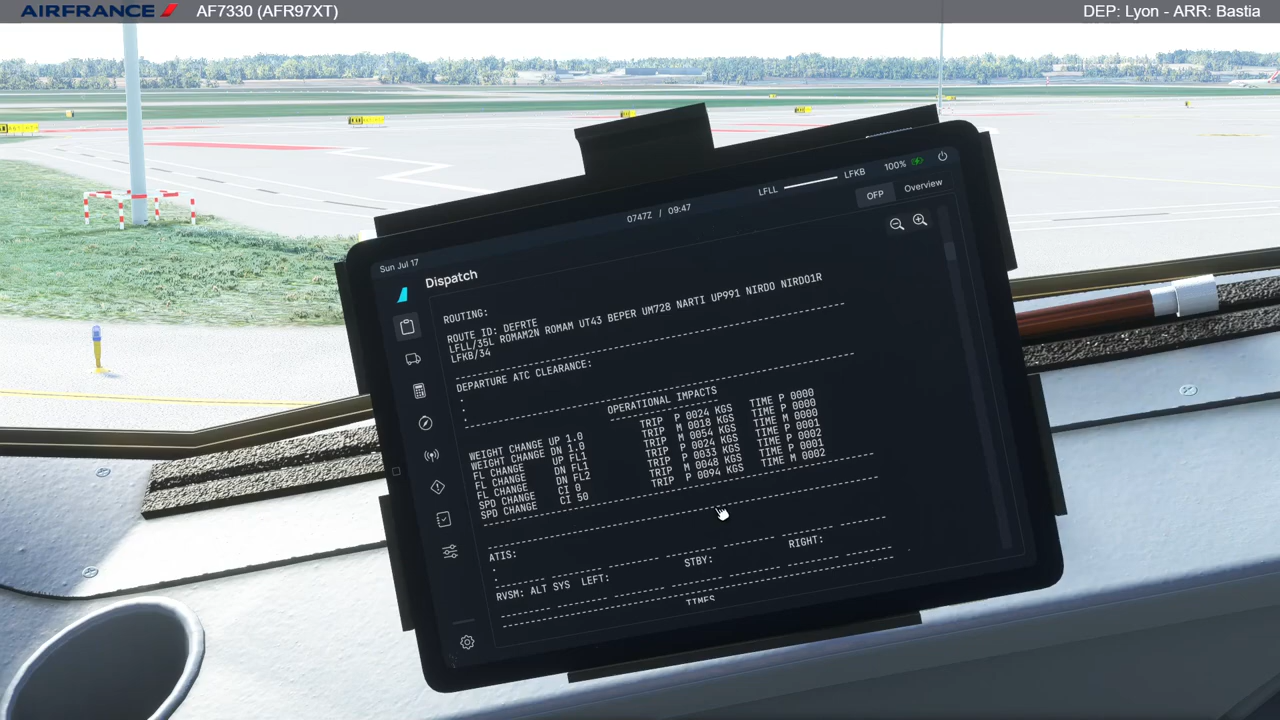 AIRFRANCE AF7330 (AFR97XT) DEP: Lyon - ARR: Bastia
Sun Jul 17 0747Z / 09:47 LFLL LFKB 100%
Dispatch OFP Overview
ROUTING:
ROUTE ID: DEFRTE
LFLL/35L ROMAM2N ROMAM UT43 BEPER UM728 NARTI UP991 NIRDO NIRDO1R
LFKB/34
DEPARTURE ATC CLEARANCE:
.
.
.
OPERATIONAL IMPACTS
WEIGHT CHANGE UP 1.0 TRIP P 0024 KGS TIME P 0000
WEIGHT CHANGE DN 1.0 TRIP M 0018 KGS TIME P 0000
FL CHANGE UP FL1 TRIP M 0054 KGS TIME M 0000
FL CHANGE DN FL1 TRIP P 0024 KGS TIME P 0001
FL CHANGE DN FL2 TRIP P 0033 KGS TIME P 0002
SPD CHANGE CI 0 TRIP M 0048 KGS TIME P 0001
SPD CHANGE CI 50 TRIP P 0094 KGS TIME M 0002
ATIS:
.
.
RVSM: ALT SYS LEFT: STBY: RIGHT:
TIMES